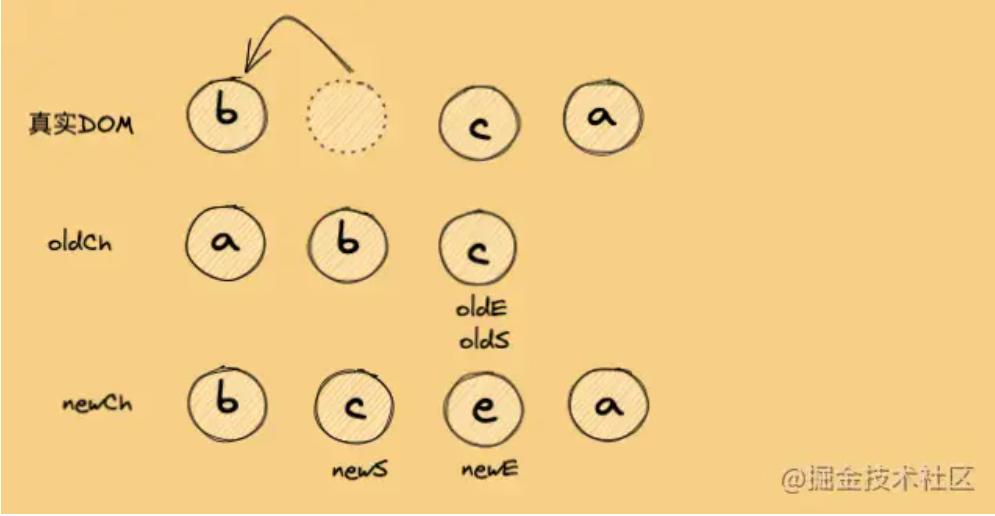 真实DOM b c a
oldCh a b c
oldE
oldS
newCh b c e a
newS newE
@掘金技术社区